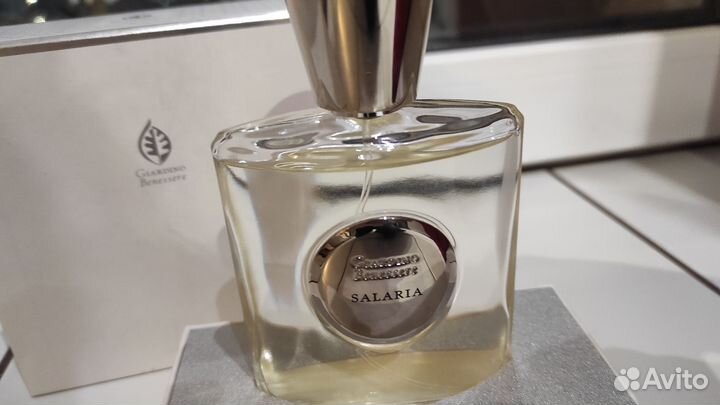 Giardino
Benessere
Giardino
Benessere
SALARIA
Avito